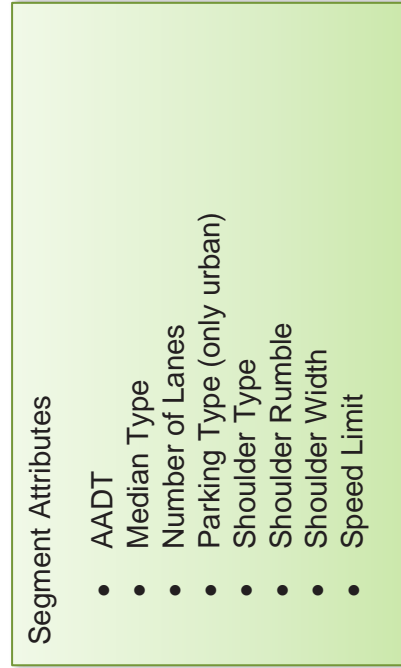 Segment Attributes
• AADT
• Median Type
• Number of Lanes
• Parking Type (only urban)
• Shoulder Type
• Shoulder Rumble
• Shoulder Width
• Speed Limit